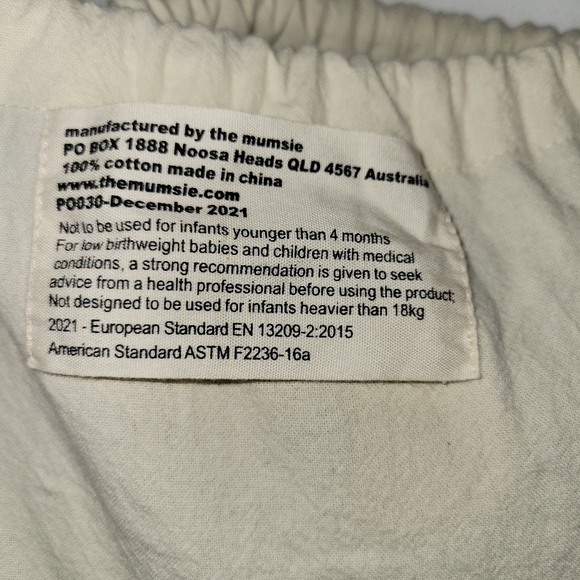 manufactured by the mumsie
PO BOX 1888 Noosa Heads QLD 4567 Australia
100% cotton made in china
www.themumsie.com
PO030-December 2021
Not to be used for infants younger than 4 months
For low birthweight babies and children with medical
conditions, a strong recommendation is given to seek
advice from a health professional before using the product;
Not designed to be used for infants heavier than 18kg
2021 - European Standard EN 13209-2:2015
American Standard ASTM F2236-16a